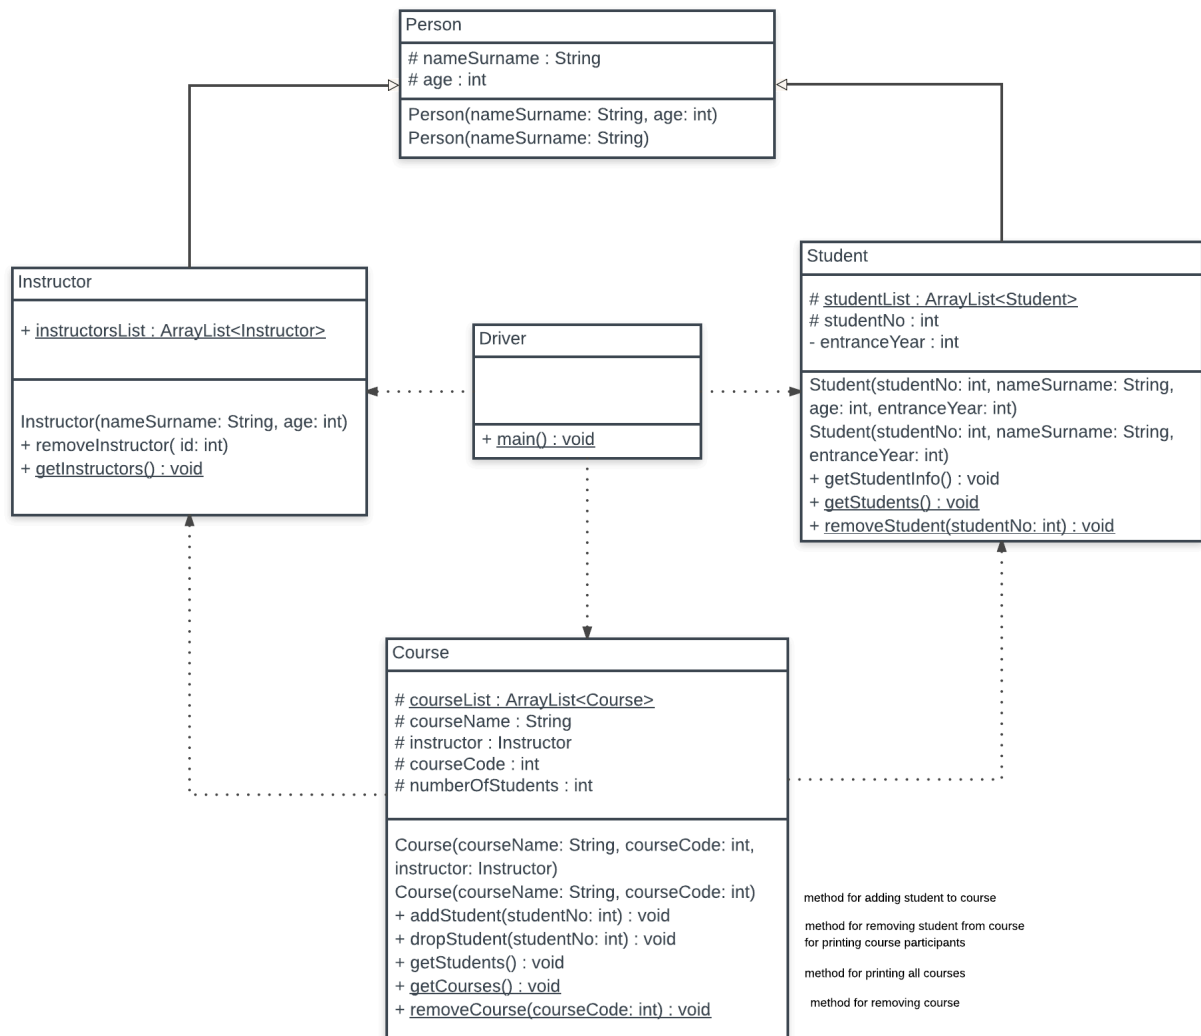 Person
# nameSurname : String
# age : int
Person(nameSurname: String, age: int)
Person(nameSurname: String)
Instructor
+ instructorsList : ArrayList<Instructor>
Instructor(nameSurname: String, age: int)
+ removeInstructor( id: int)
+ getInstructors() : void
Driver
+ main() : void
Student
# studentList : ArrayList<Student>
# studentNo : int
- entranceYear : int
Student(studentNo: int, nameSurname: String,
age: int, entranceYear: int)
Student(studentNo: int, nameSurname: String,
entranceYear: int)
+ getStudentInfo() : void
+ getStudents() : void
+ removeStudent(studentNo: int) : void
Course
# courseList : ArrayList<Course>
# courseName : String
# instructor : Instructor
# courseCode : int
# numberOfStudents : int
Course(courseName: String, courseCode: int,
instructor: Instructor)
Course(courseName: String, courseCode: int)
+ addStudent(studentNo: int) : void
+ dropStudent(studentNo: int) : void
+ getStudents() : void
+ getCourses() : void
+ removeCourse(courseCode: int) : void
method for adding student to course
method for removing student from course
for printing course participants
method for printing all courses
method for removing course